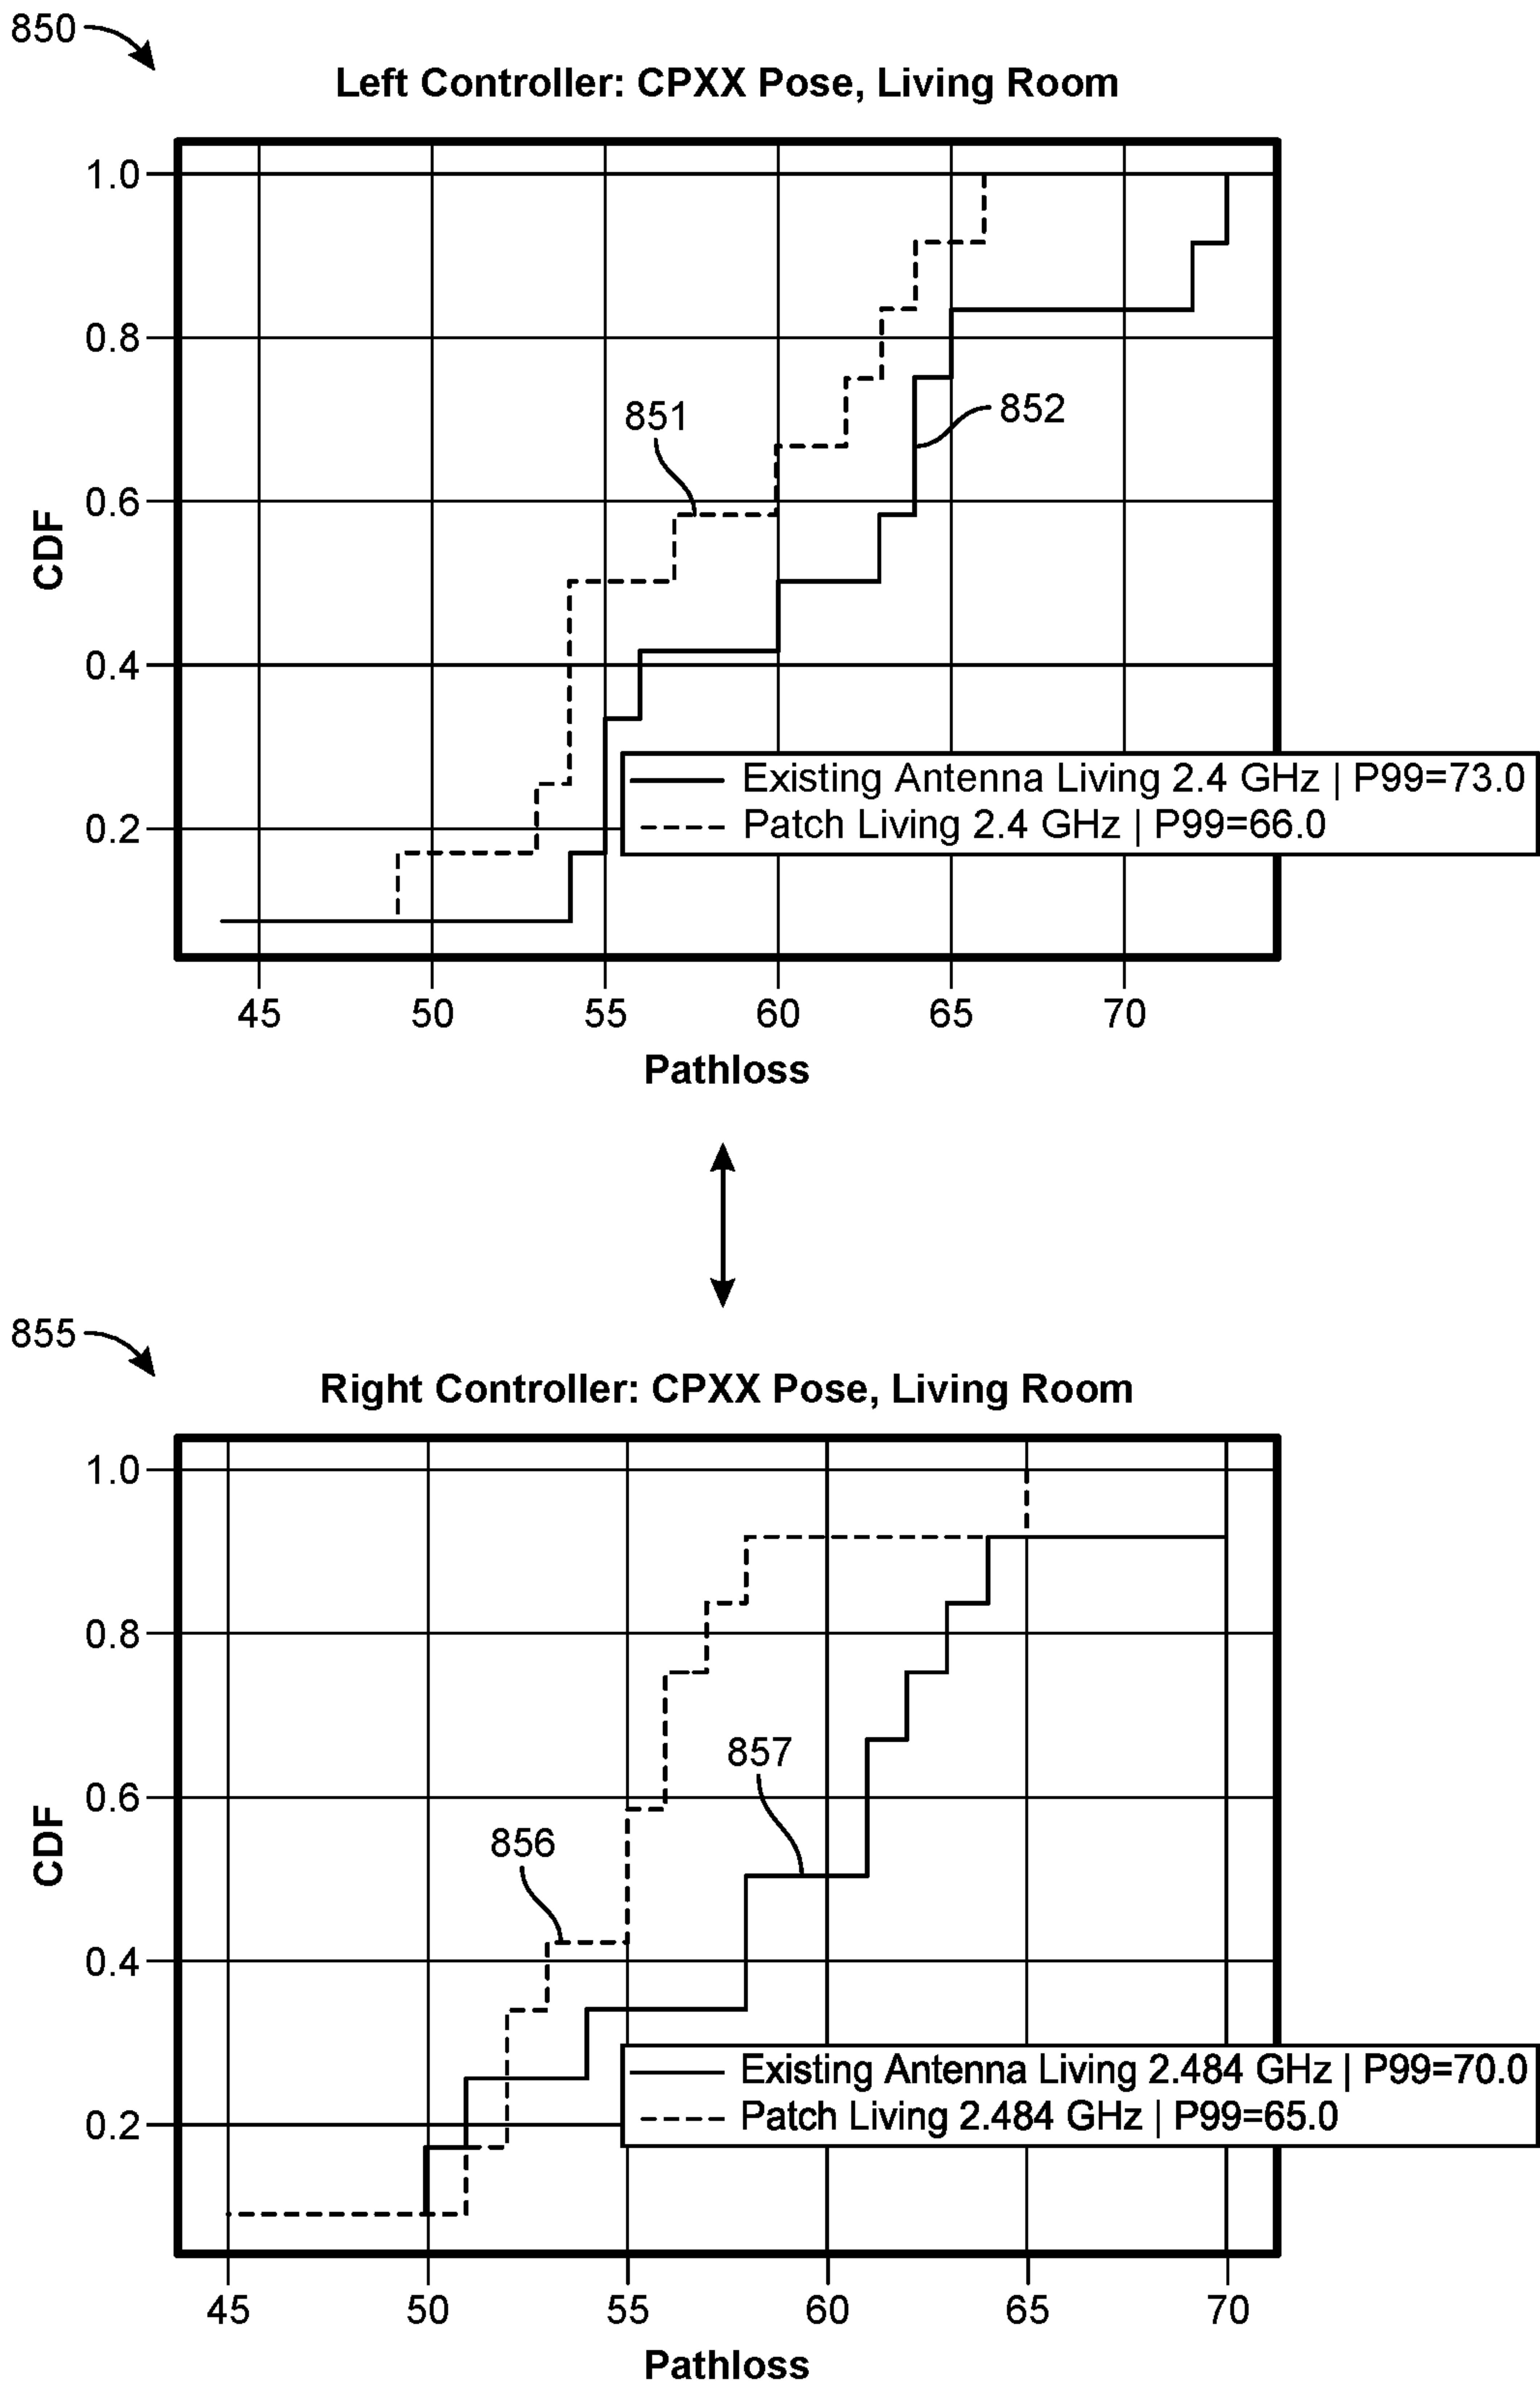 850
Left Controller: CPXX Pose, Living Room
1.0
0.8
0.6
0.4
0.2
CDF
851
852
Existing Antenna Living 2.4 GHz | P99=73.0
Patch Living 2.4 GHz | P99=66.0
45 50 55 60 65 70
Pathloss
855
Right Controller: CPXX Pose, Living Room
1.0
0.8
0.6
0.4
0.2
CDF
857
856
Existing Antenna Living 2.484 GHz | P99=70.0
Patch Living 2.484 GHz | P99=65.0
45 50 55 60 65 70
Pathloss